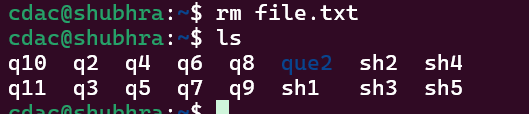 cdac@shubhra:~$ rm file.txt
cdac@shubhra:~$ ls
q10 q2 q4 q6 q8 que2 sh2 sh4
q11 q3 q5 q7 q9 sh1 sh3 sh5
cdac@shubhra:~$